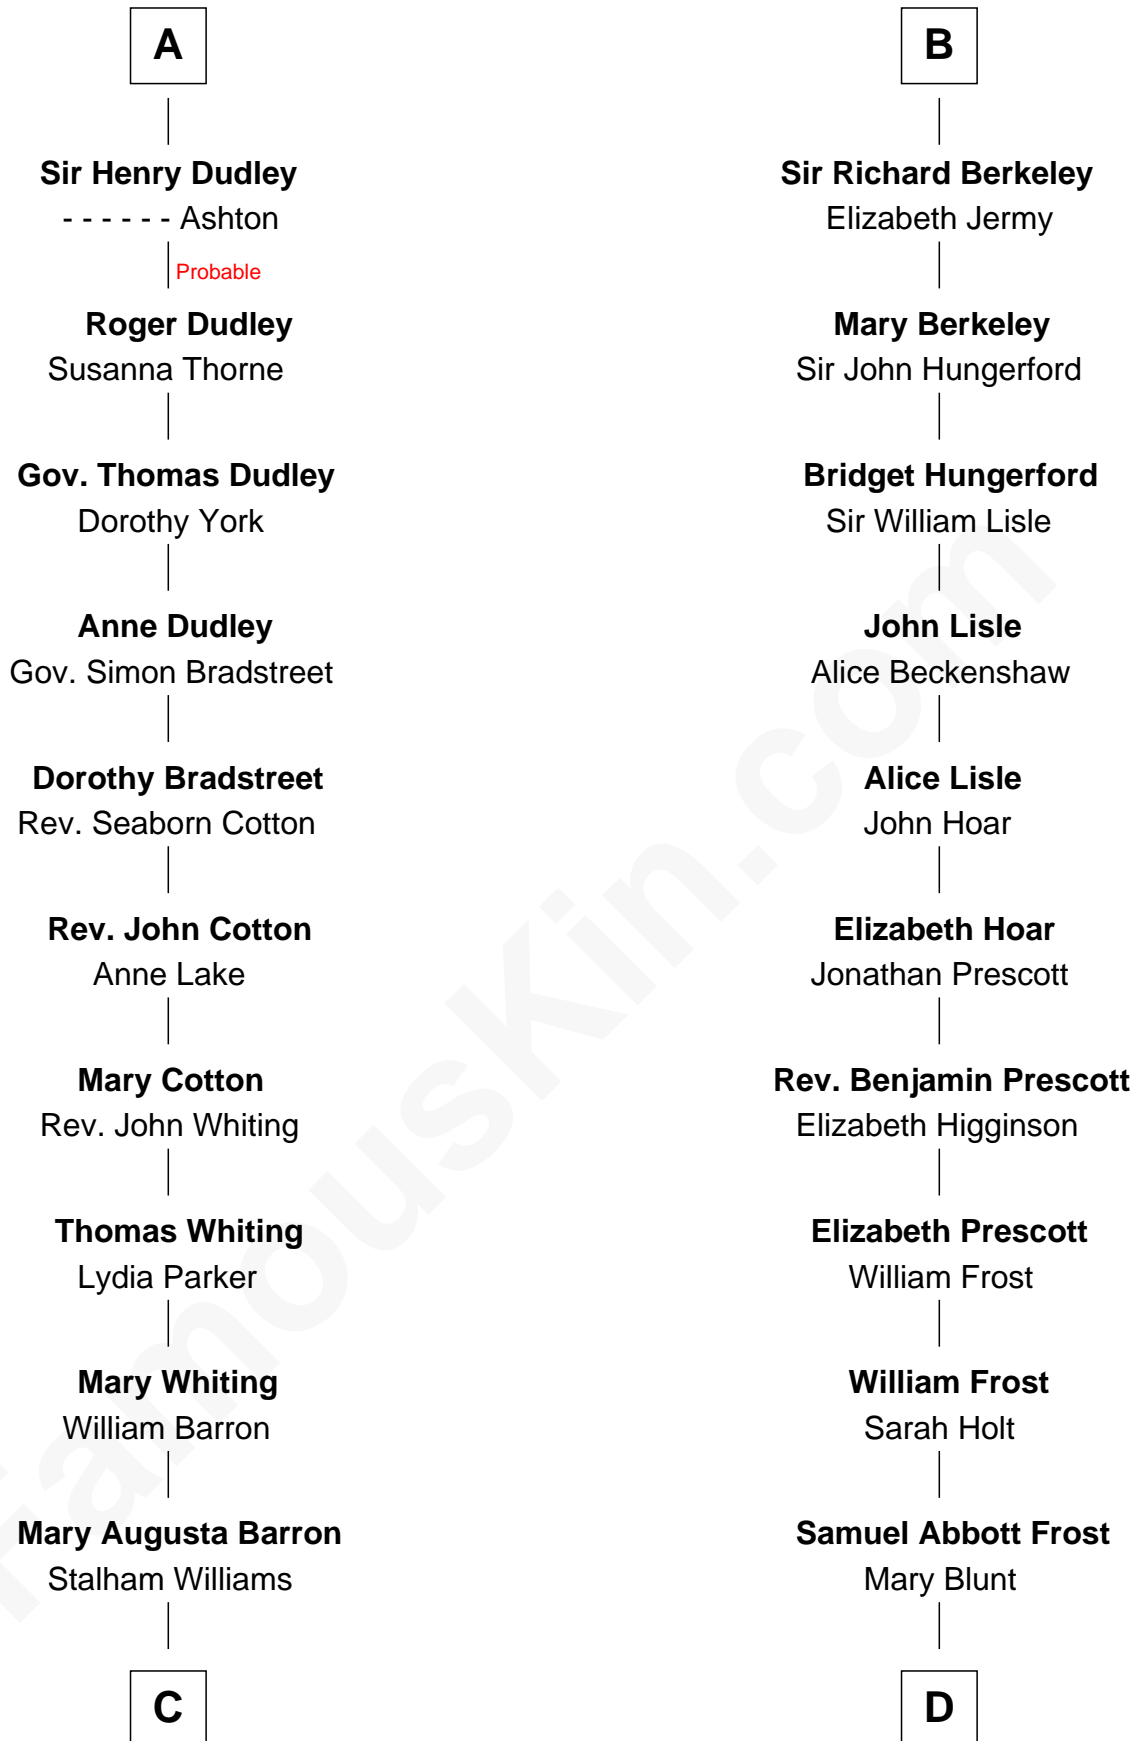 A
Sir Henry Dudley
- - - - - - Ashton
Probable
Roger Dudley
Susanna Thorne
Gov. Thomas Dudley
Dorothy York
Anne Dudley
Gov. Simon Bradstreet
Dorothy Bradstreet
Rev. Seaborn Cotton
Rev. John Cotton
Anne Lake
Mary Cotton
Rev. John Whiting
Thomas Whiting
Lydia Parker
Mary Whiting
William Barron
Mary Augusta Barron
Stalham Williams
C
B
Sir Richard Berkeley
Elizabeth Jermy
Mary Berkeley
Sir John Hungerford
Bridget Hungerford
Sir William Lisle
John Lisle
Alice Beckenshaw
Alice Lisle
John Hoar
Elizabeth Hoar
Jonathan Prescott
Rev. Benjamin Prescott
Elizabeth Higginson
Elizabeth Prescott
William Frost
William Frost
Sarah Holt
Samuel Abbott Frost
Mary Blunt
D
FamousKin.com